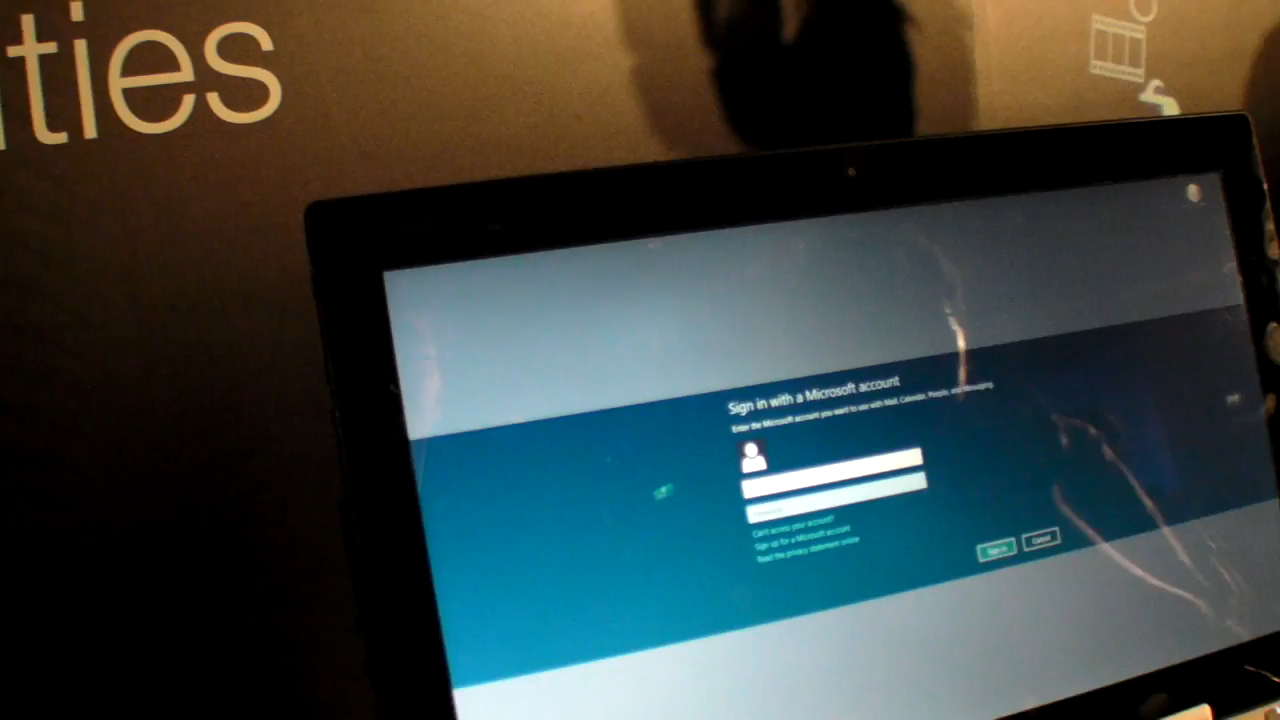 ties
Sign in with a Microsoft account
Enter the Microsoft account you want to use with Mail, Calendar, People, and Messaging.
Can't access your account?
Sign up for a Microsoft account
Read the privacy statement online
Sign in
Cancel